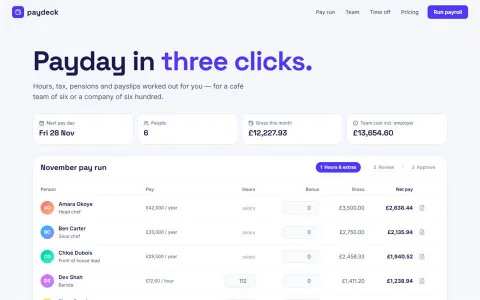 paydeck
Pay run Team Time off Pricing Run payroll
Payday in three clicks.
Hours, tax, pensions and payslips worked out for you — for a café
team of six or a company of six hundred.
Next pay day
Fri 28 Nov
People
6
Gross this month
£12,227.93
Team cost incl. employer
£13,654.60
November pay run
1 Hours & extras 2 Review 3 Approve
Person Pay Hours Bonus Gross Net pay
AO Amara Okoye £42,000 / year salary 0 £3,500.00 £2,638.44
Head chef
BC Ben Carter £33,000 / year salary 0 £2,750.00 £2,135.94
Sous chef
CD Chloé Dubois £29,500 / year salary 0 £2,458.33 £1,940.52
Front of house lead
DS Dev Shah £12.60 / hour 112 0 £1,411.20 £1,238.94
Barista